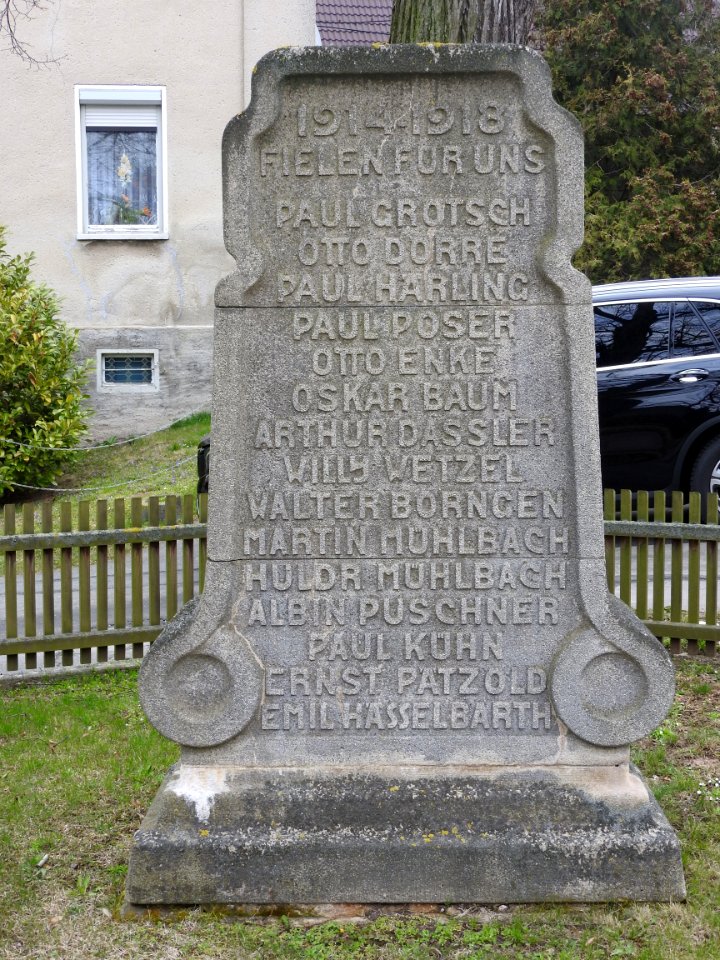 1914-1918
FIELEN FÜR UNS
PAUL GROTSCH
OTTO DÖRRE
PAUL HÄRLING
PAUL POSER
OTTO ENKE
OSKAR BAUM
ARTHUR DASSLER
WILLY WETZEL
WALTER BÖRNGEN
MARTIN MÜHLBACH
HULDR. MÜHLBACH
ALBIN PUSCHNER
PAUL KÜHN
ERNST PÄTZOLD
EMIL HÄSSELBARTH